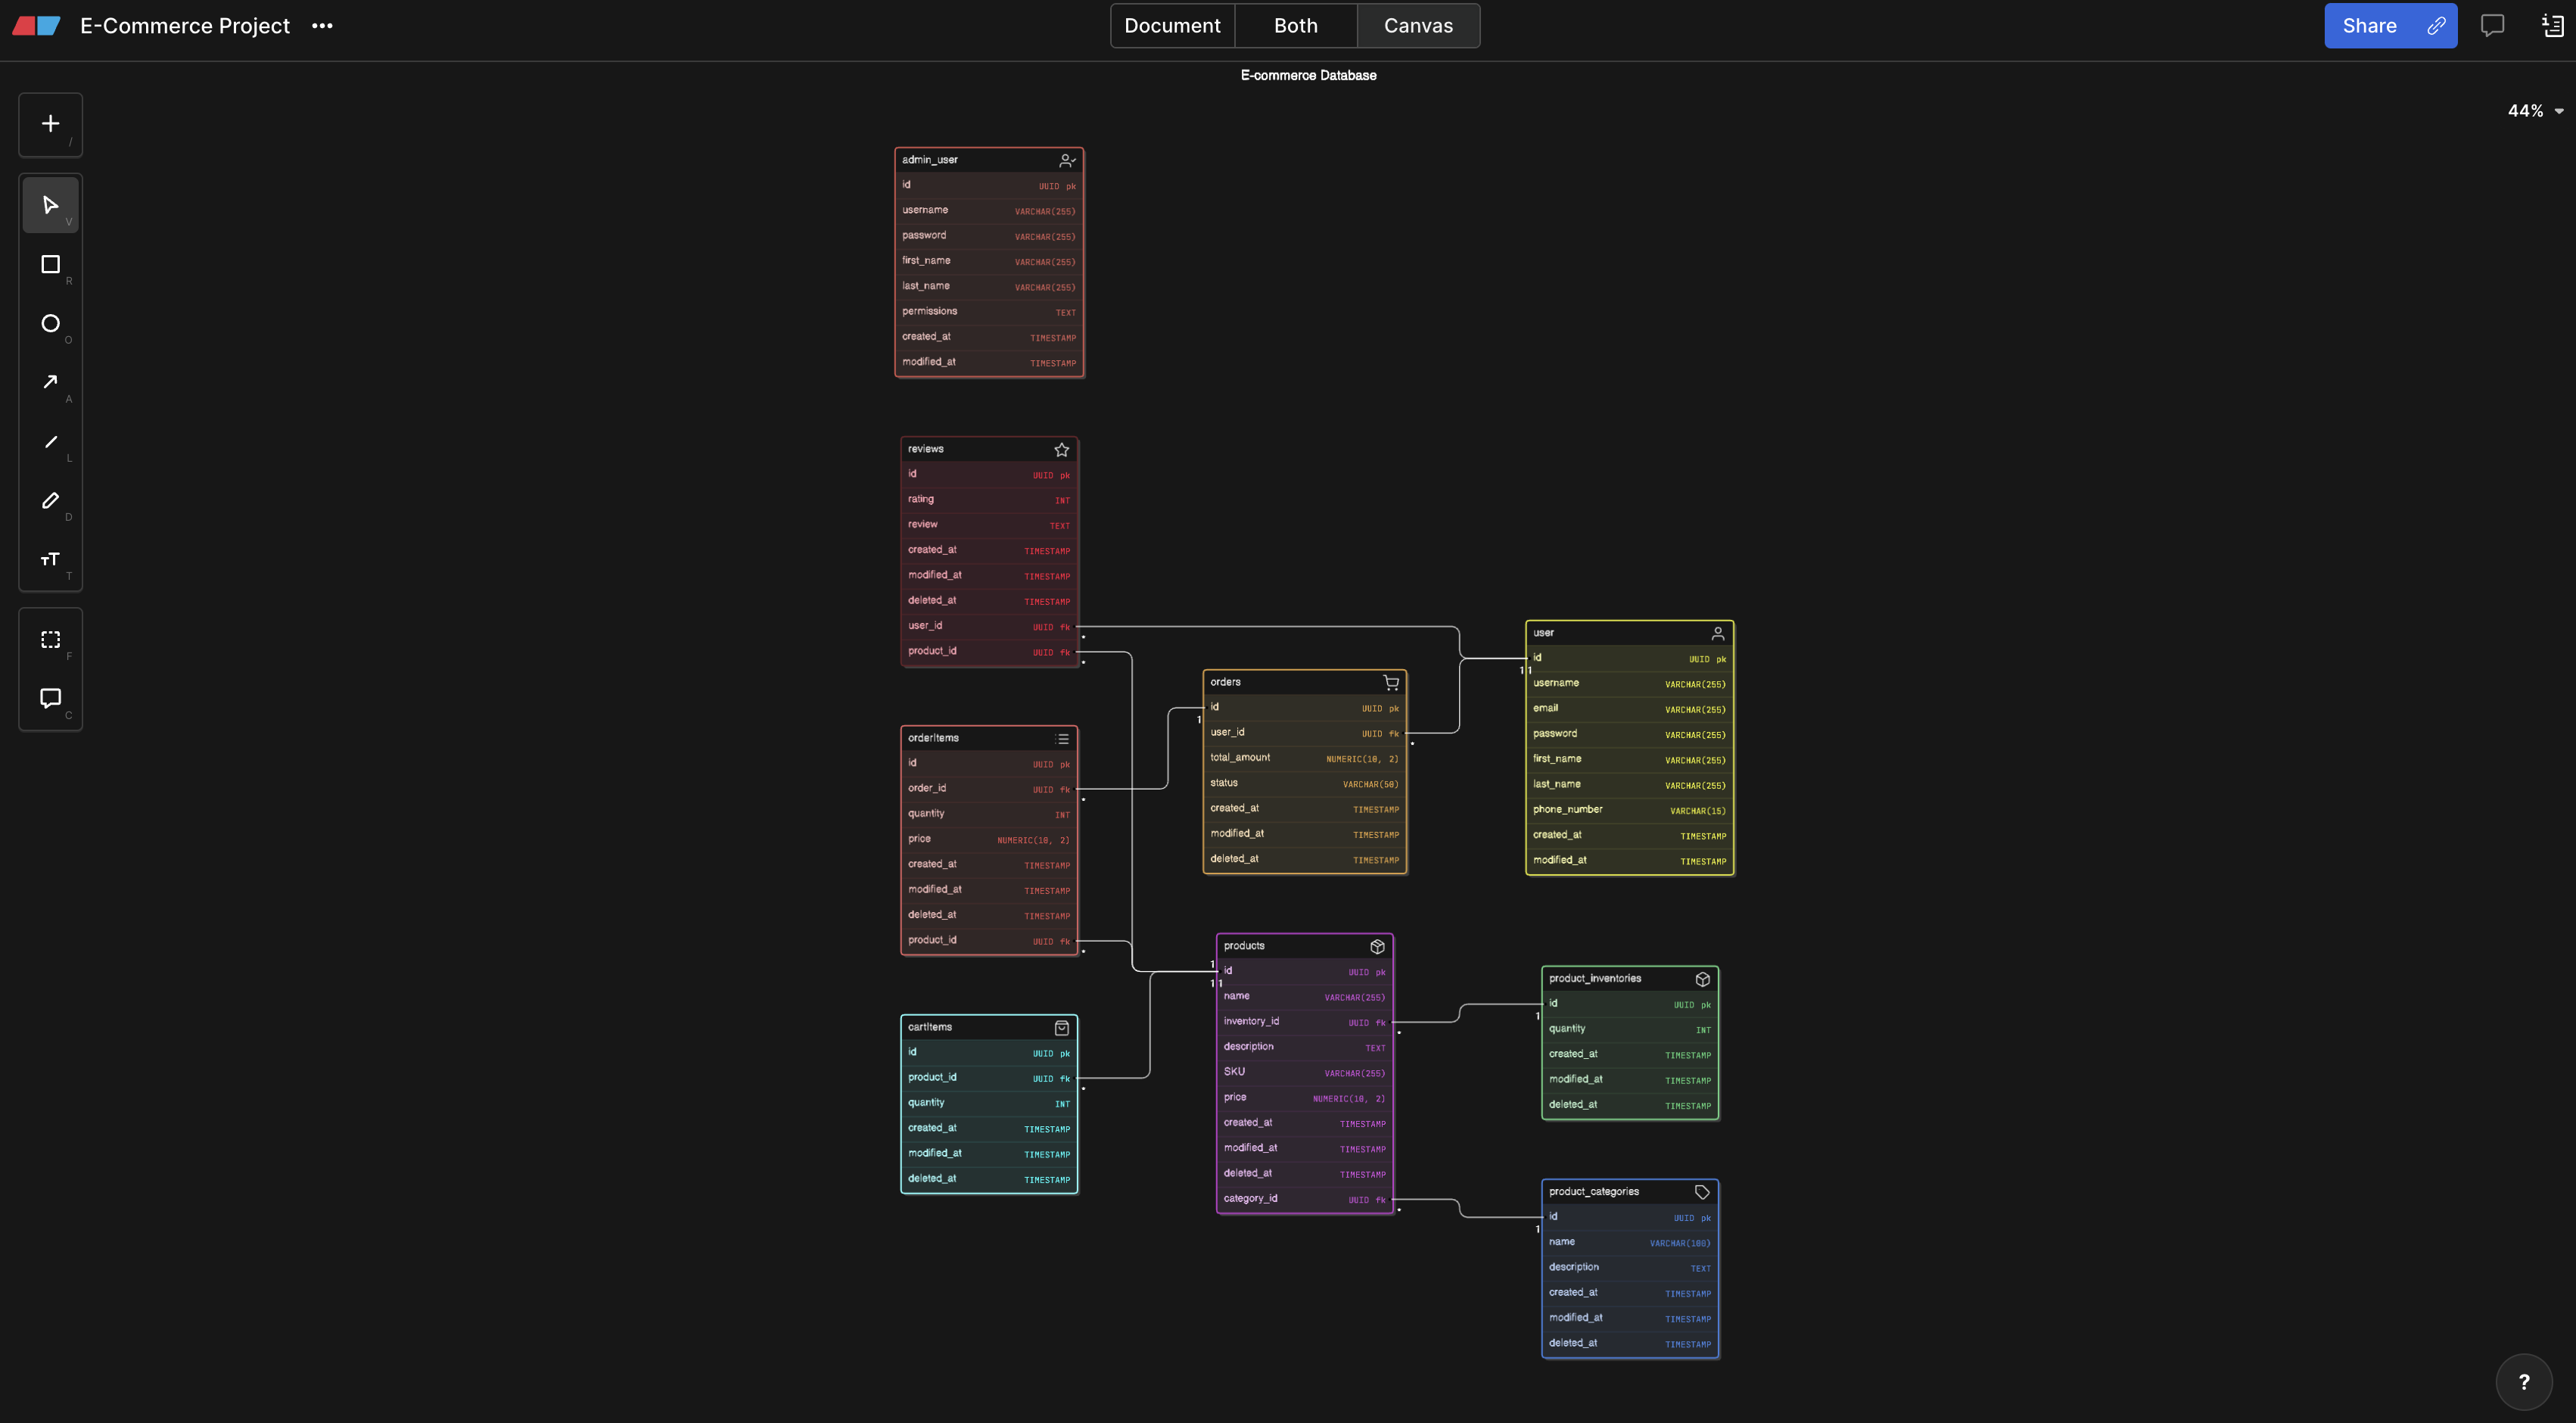 E-Commerce Project
Document Both Canvas
Share
E-commerce Database
44%
/
V
R
O
A
L
D
T
F
C
admin_user
id UUID pk
username VARCHAR(255)
password VARCHAR(255)
first_name VARCHAR(255)
last_name VARCHAR(255)
permissions TEXT
created_at TIMESTAMP
modified_at TIMESTAMP
reviews
id UUID pk
rating INT
review TEXT
created_at TIMESTAMP
modified_at TIMESTAMP
deleted_at TIMESTAMP
user_id UUID fk
product_id UUID fk
orderItems
id UUID pk
order_id UUID fk
quantity INT
price NUMERIC(10, 2)
created_at TIMESTAMP
modified_at TIMESTAMP
deleted_at TIMESTAMP
product_id UUID fk
cartItems
id UUID pk
product_id UUID fk
quantity INT
created_at TIMESTAMP
modified_at TIMESTAMP
deleted_at TIMESTAMP
orders
id UUID pk
1
user_id UUID fk
total_amount NUMERIC(10, 2)
status VARCHAR(50)
created_at TIMESTAMP
modified_at TIMESTAMP
deleted_at TIMESTAMP
products
1
id UUID pk
1 1
name VARCHAR(255)
inventory_id UUID fk
description TEXT
SKU VARCHAR(255)
price NUMERIC(10, 2)
created_at TIMESTAMP
modified_at TIMESTAMP
deleted_at TIMESTAMP
category_id UUID fk
user
id UUID pk
1 1
username VARCHAR(255)
email VARCHAR(255)
password VARCHAR(255)
first_name VARCHAR(255)
last_name VARCHAR(255)
phone_number VARCHAR(15)
created_at TIMESTAMP
modified_at TIMESTAMP
product_inventories
id UUID pk
1
quantity INT
created_at TIMESTAMP
modified_at TIMESTAMP
deleted_at TIMESTAMP
product_categories
id UUID pk
1
name VARCHAR(100)
description TEXT
created_at TIMESTAMP
modified_at TIMESTAMP
deleted_at TIMESTAMP
?